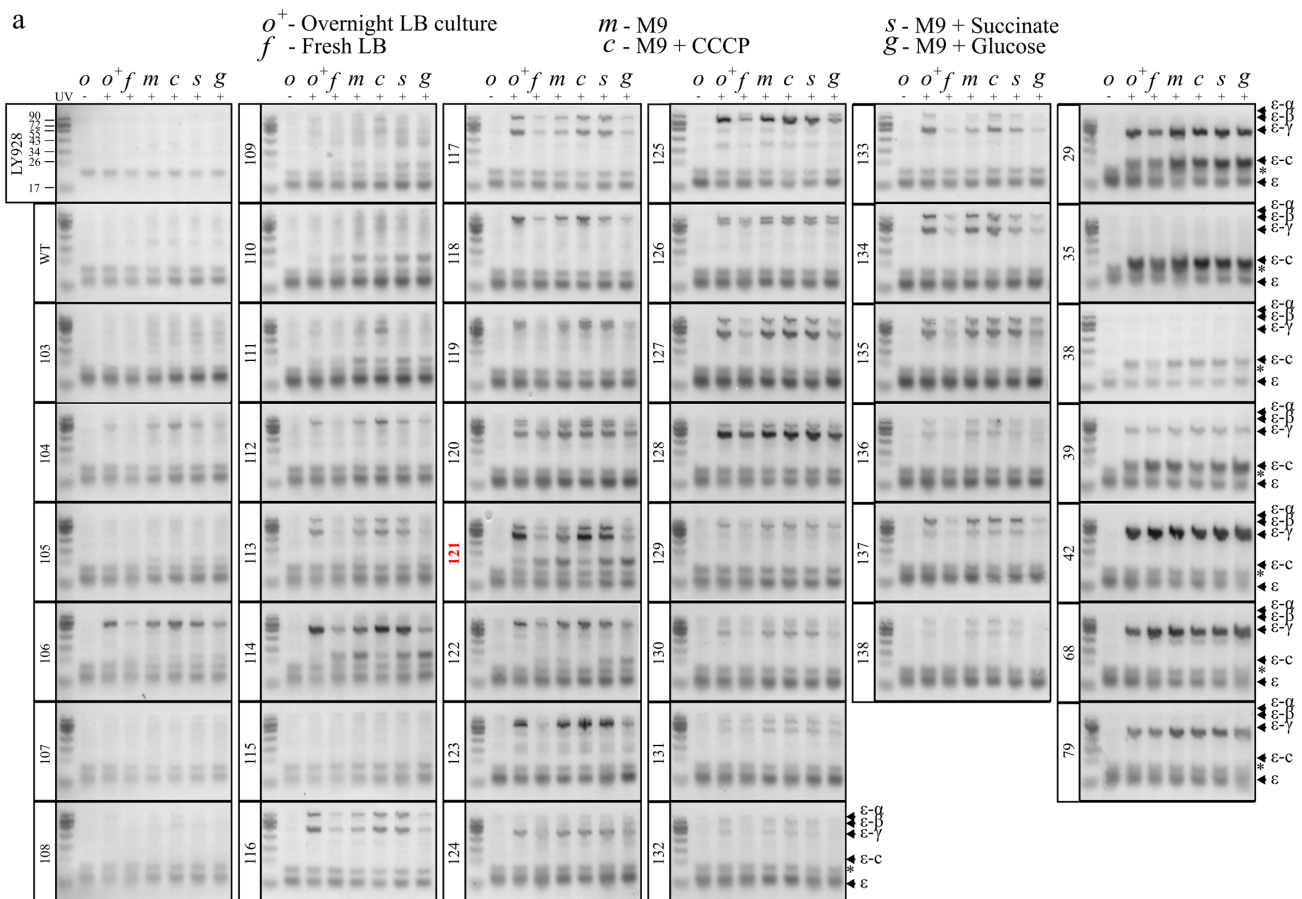 a
o+ - Overnight LB culture m - M9 s - M9 + Succinate
f - Fresh LB c - M9 + CCCP g - M9 + Glucose
o o+ f m c s g o o+ f m c s g o o+ f m c s g o o+ f m c s g o o+ f m c s g o o+ f m c s g
UV - + + + + + + - + + + + + + - + + + + + + - + + + + + + - + + + + + + - + + + + + +
LY928 90 72 55 43 34 26 17 109 117 125 133 29 ε-α ε-β ε-γ ε-c * ε
WT 110 118 126 134 35 ε-α ε-β ε-γ ε-c * ε
103 111 119 127 135 38 ε-α ε-β ε-γ ε-c * ε
104 112 120 128 136 39 ε-α ε-β ε-γ ε-c * ε
105 113 121 129 137 42 ε-α ε-β ε-γ ε-c * ε
106 114 122 130 138 68 ε-α ε-β ε-γ ε-c * ε
107 115 123 131 79 ε-α ε-β ε-γ ε-c * ε
108 116 124 132 ε-α ε-β ε-γ ε-c * ε